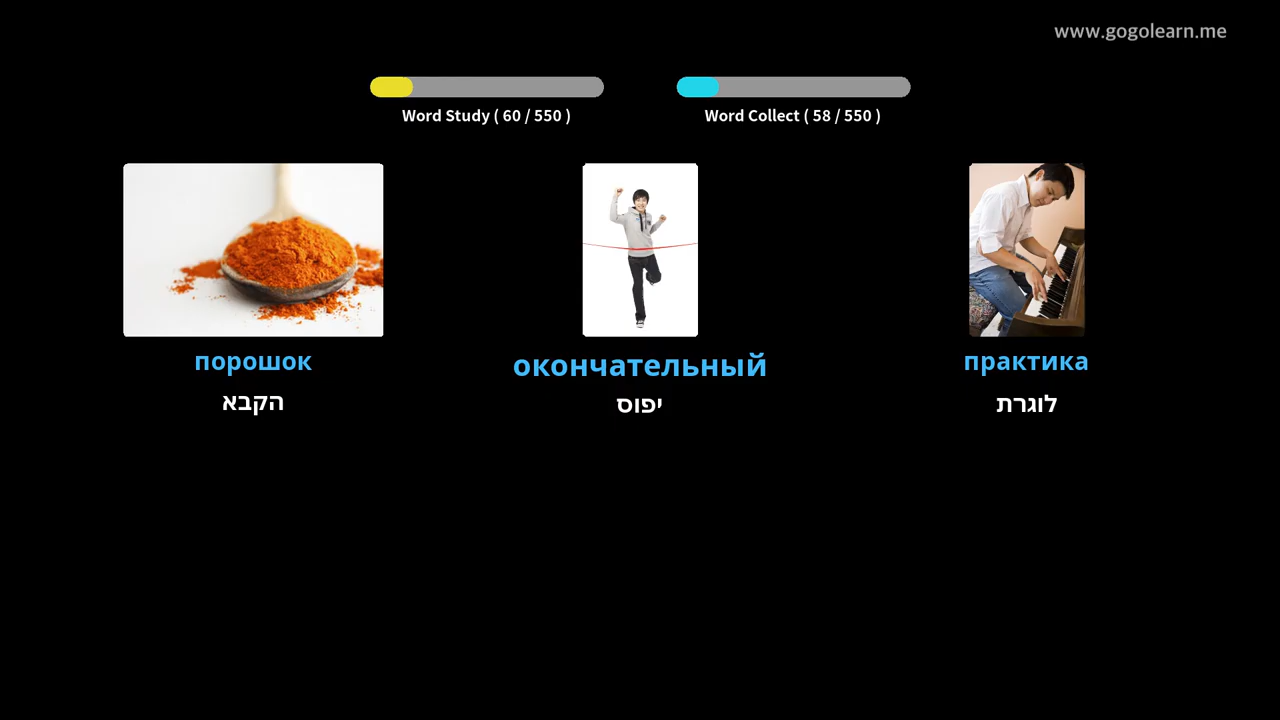 www.gogolearn.me
Word Study ( 60 / 550 )
Word Collect ( 58 / 550 )
порошок
הקבא
окончательный
יפוס
практика
לוגרת